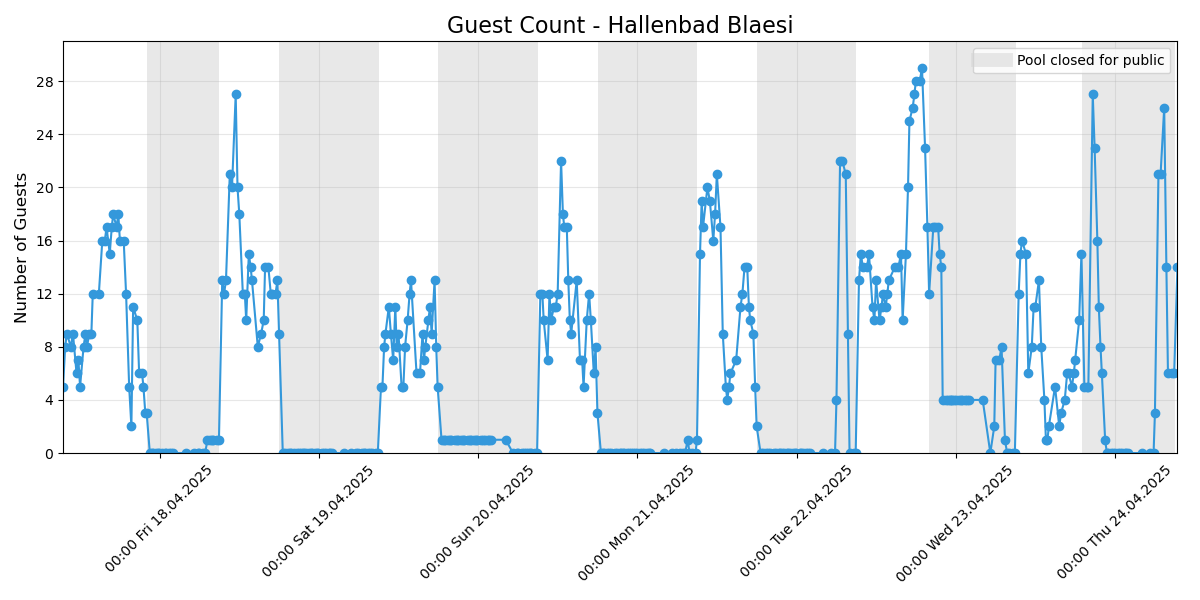 Guest Count - Hallenbad Blaesi
Pool closed for public
Number of Guests
28
24
20
16
12
8
4
0
00:00 Fri 18.04.2025
00:00 Sat 19.04.2025
00:00 Sun 20.04.2025
00:00 Mon 21.04.2025
00:00 Tue 22.04.2025
00:00 Wed 23.04.2025
00:00 Thu 24.04.2025